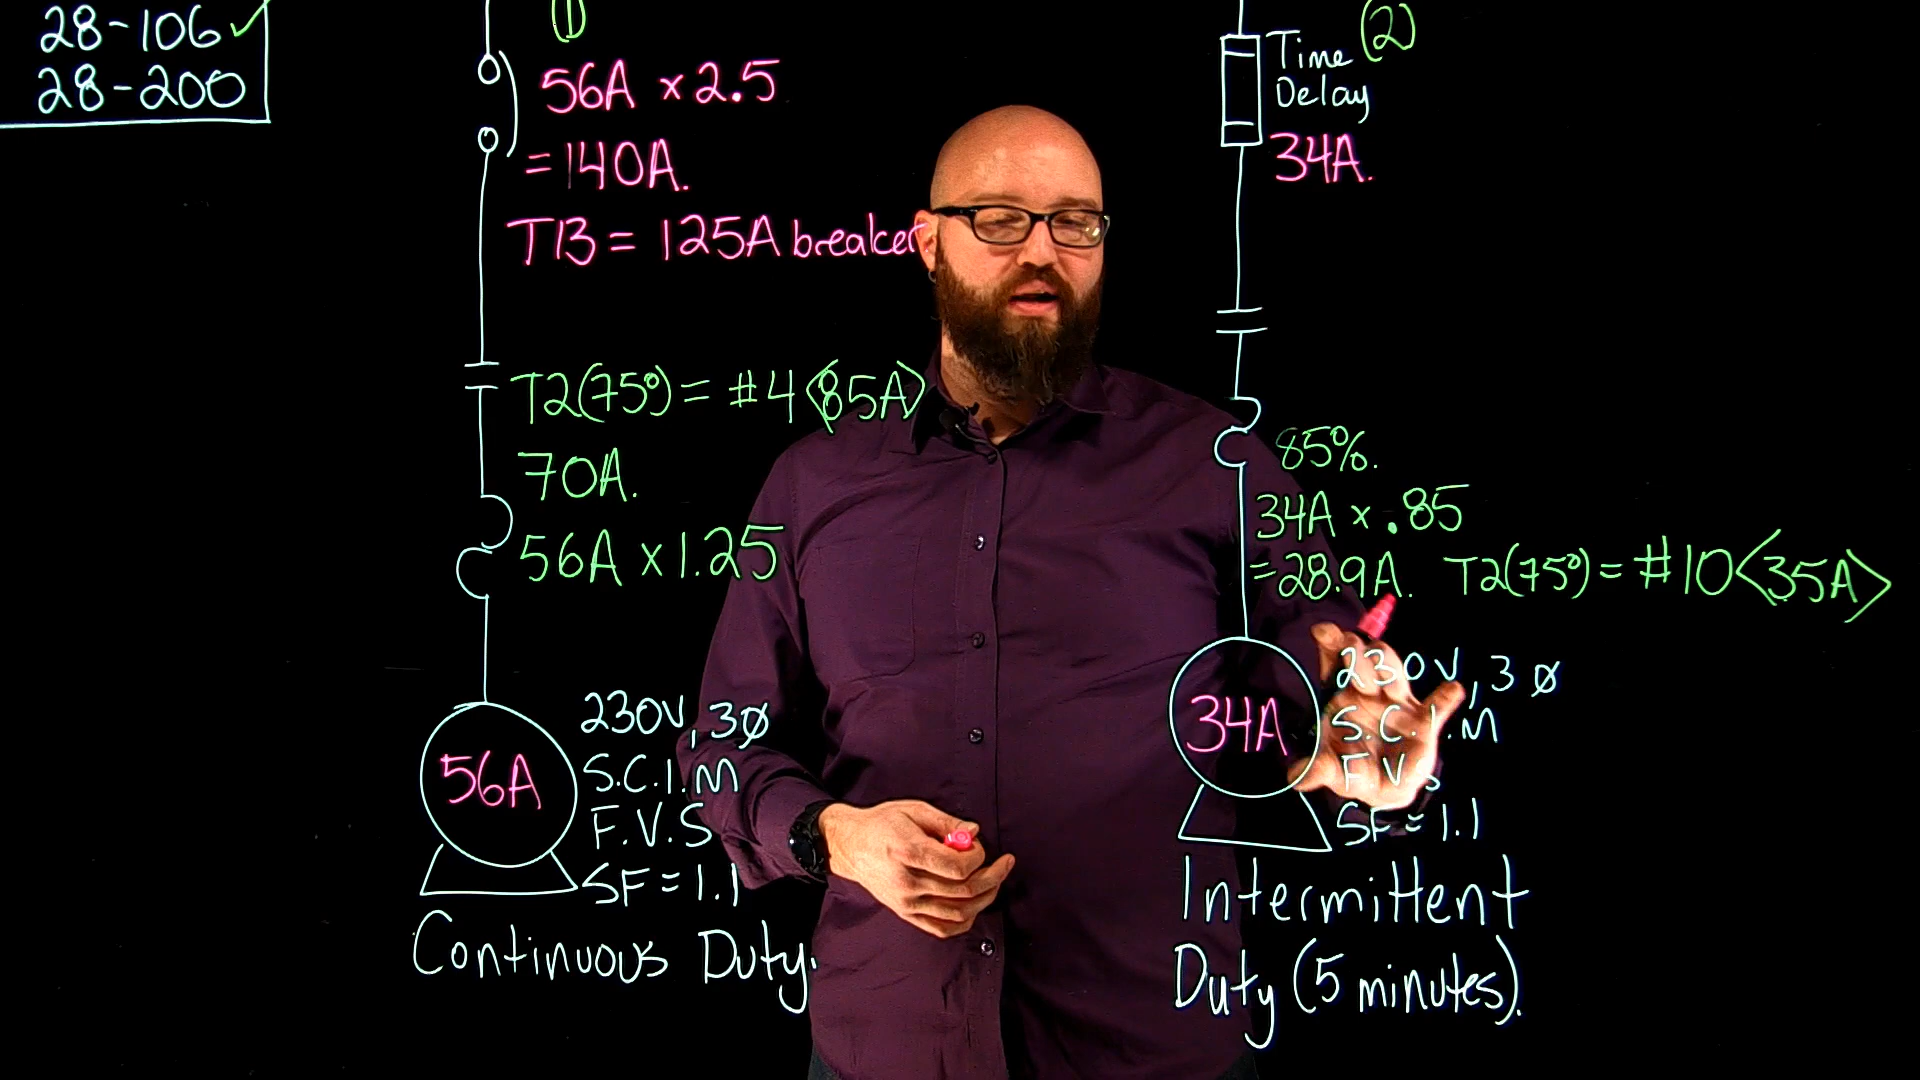 28-106✓
28-200
(1)
56A x 2.5
= 140A.
T13 = 125A breaker
T2(75°) = #4 <85A>
70A.
56A x 1.25
56A
230V, 3Ø
S.C.I.M
F.V.S
SF = 1.1
Continuous Duty.
Time (2)
Delay
34A.
85%.
34A x .85
= 28.9A. T2(75°) = #10 <35A>
34A
230V, 3Ø
S.C.I.M
F.V.S
SF = 1.1
Intermittent
Duty (5 minutes).